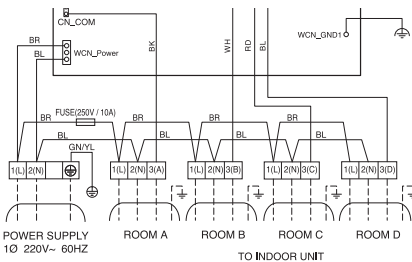 CN_COM
BR
BL
WCN_Power
BK
WH
RD
BL
WCN_GND1
FUSE(250V / 10A)
BR
BR
BR
BR
BL
BL
BL
BL
GN/YL
1(L) 2(N)
1(L) 2(N) 3(A)
1(L) 2(N) 3(B)
1(L) 2(N) 3(C)
1(L) 2(N) 3(D)
POWER SUPPLY
1Ø 220V~ 60HZ
ROOM A
ROOM B
ROOM C
ROOM D
TO INDOOR UNIT